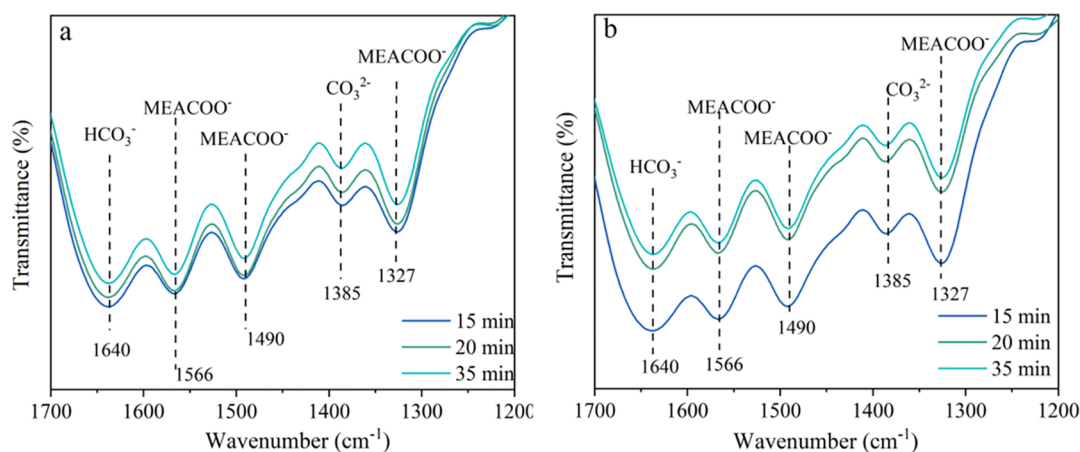 a
MEACOO⁻
CO₃²⁻
HCO₃⁻
MEACOO⁻
MEACOO⁻
Transmittance (%)
1327
1385
1490
1640
1566
15 min
20 min
35 min
1700 1600 1500 1400 1300 1200
Wavenumber (cm⁻¹)
b
MEACOO⁻
CO₃²⁻
MEACOO⁻
MEACOO⁻
HCO₃⁻
Transmittance (%)
1385
1327
1490
1566
1640
15 min
20 min
35 min
1700 1600 1500 1400 1300 1200
Wavenumber (cm⁻¹)